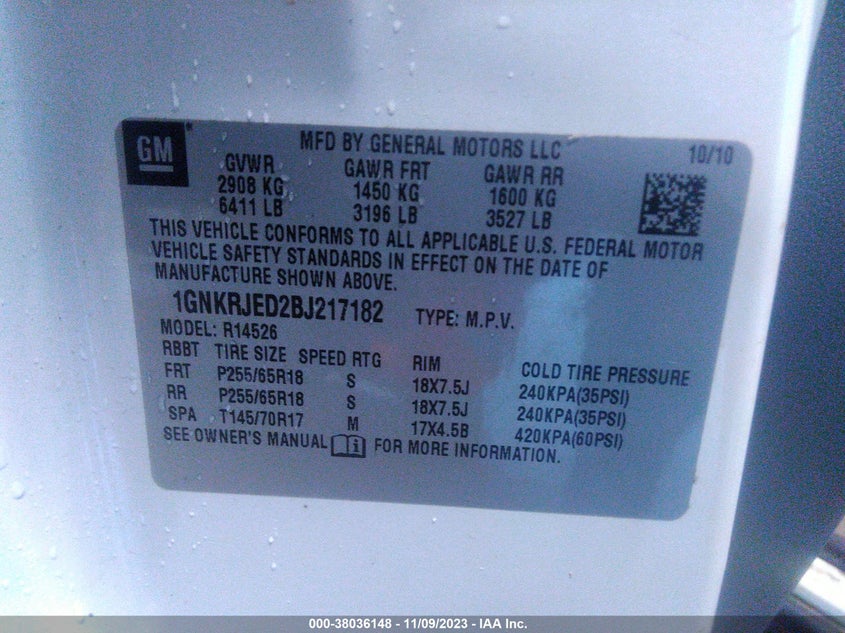 GM
MFD BY GENERAL MOTORS LLC 10/10
GVWR GAWR FRT GAWR RR
2908 KG 1450 KG 1600 KG
6411 LB 3196 LB 3527 LB
THIS VEHICLE CONFORMS TO ALL APPLICABLE U.S. FEDERAL MOTOR
VEHICLE SAFETY STANDARDS IN EFFECT ON THE DATE OF
MANUFACTURE SHOWN ABOVE.
1GNKRJED2BJ217182 TYPE: M.P.V.
MODEL: R14526
RBBT TIRE SIZE SPEED RTG RIM COLD TIRE PRESSURE
FRT P255/65R18 S 18X7.5J 240KPA(35PSI)
RR P255/65R18 S 18X7.5J 240KPA(35PSI)
SPA T145/70R17 M 17X4.5B 420KPA(60PSI)
SEE OWNER'S MANUAL i FOR MORE INFORMATION.
000-38036148 - 11/09/2023 - IAA Inc.